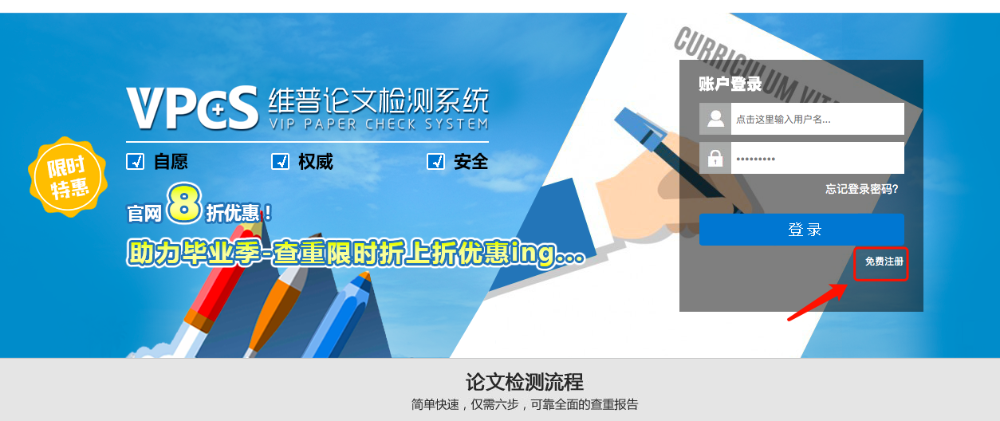 CURRICULUM VITA
账户登录
VPCS 维普论文检测系统
VIP PAPER CHECK SYSTEM
点击这里输入用户名...
限时
特惠
自愿 权威 安全
•••••••••
忘记登录密码?
官网8折优惠!
登录
助力毕业季-查重限时折上折优惠ing...
免费注册
论文检测流程
简单快速，仅需六步，可靠全面的查重报告